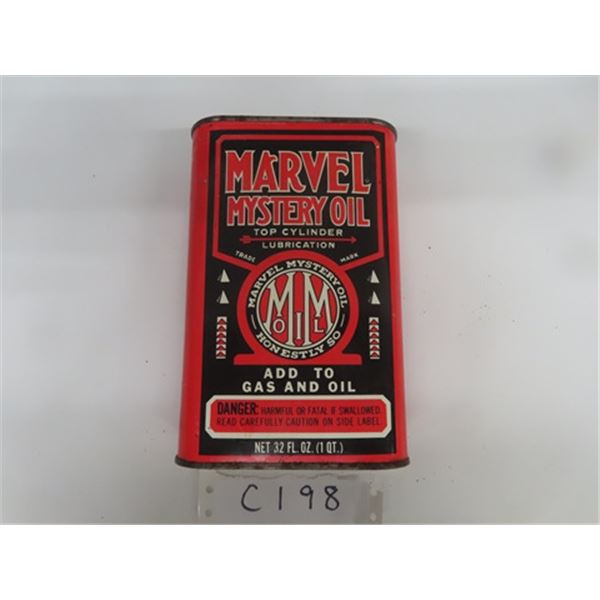 MARVEL
MYSTERY OIL
TOP CYLINDER
LUBRICATION
TRADE MARK
MARVEL MYSTERY OIL
MM
OIL
HONESTLY SO
ADD TO
GAS AND OIL
DANGER: HARMFUL OR FATAL IF SWALLOWED.
READ CAREFULLY CAUTION ON SIDE LABEL.
NET 32 FL. OZ. (1 QT.)
C198